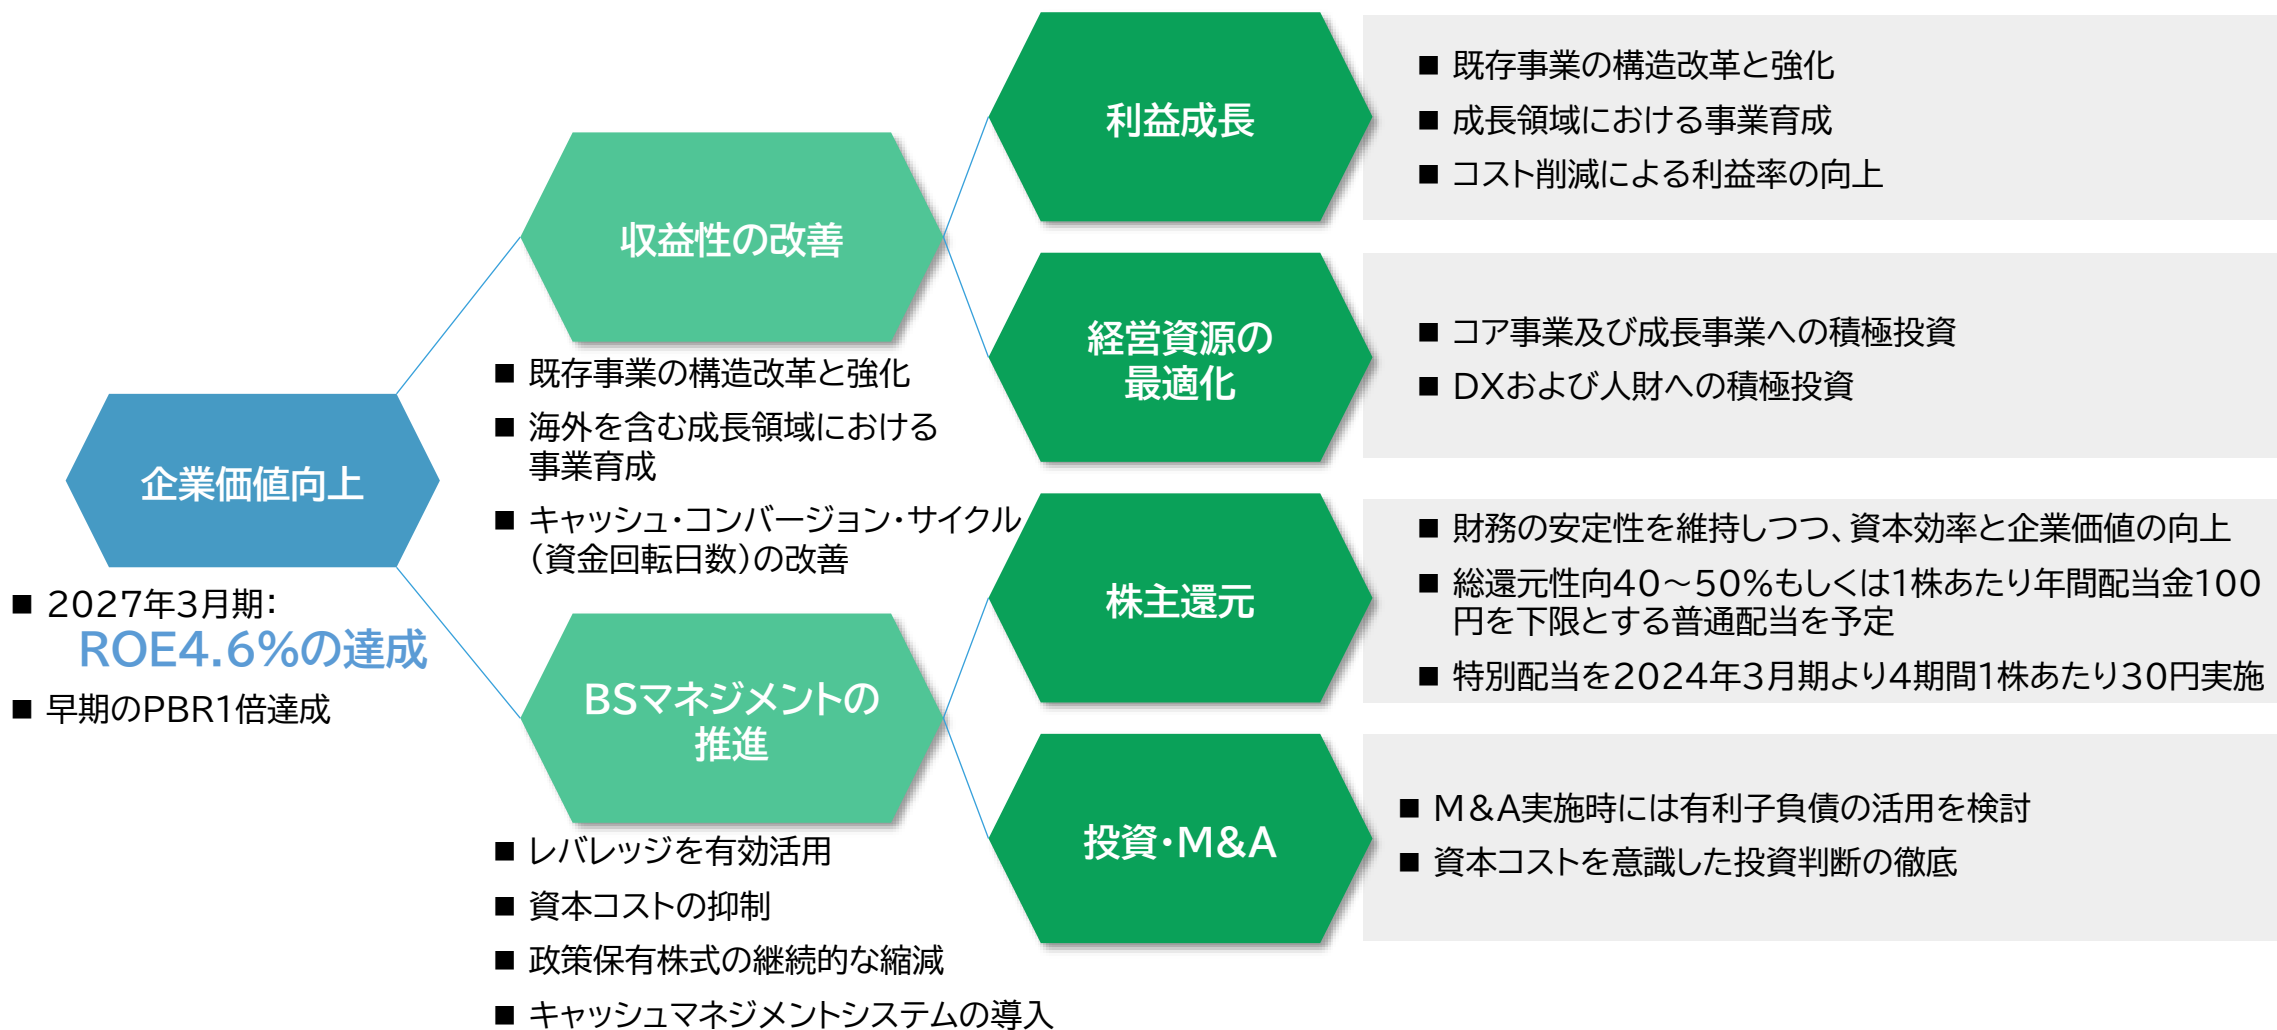 企業価値向上
■ 2027年3月期：
ROE4.6%の達成
■ 早期のPBR1倍達成
収益性の改善
■ 既存事業の構造改革と強化
■ 海外を含む成長領域における
事業育成
■ キャッシュ・コンバージョン・サイクル
（資金回転日数）の改善
BSマネジメントの
推進
■ レバレッジを有効活用
■ 資本コストの抑制
■ 政策保有株式の継続的な縮減
■ キャッシュマネジメントシステムの導入
利益成長
■ 既存事業の構造改革と強化
■ 成長領域における事業育成
■ コスト削減による利益率の向上
経営資源の
最適化
■ コア事業及び成長事業への積極投資
■ DXおよび人財への積極投資
株主還元
■ 財務の安定性を維持しつつ、資本効率と企業価値の向上
■ 総還元性向40～50%もしくは1株あたり年間配当金100
円を下限とする普通配当を予定
■ 特別配当を2024年3月期より4期間1株あたり30円実施
投資・M&A
■ M＆A実施時には有利子負債の活用を検討
■ 資本コストを意識した投資判断の徹底